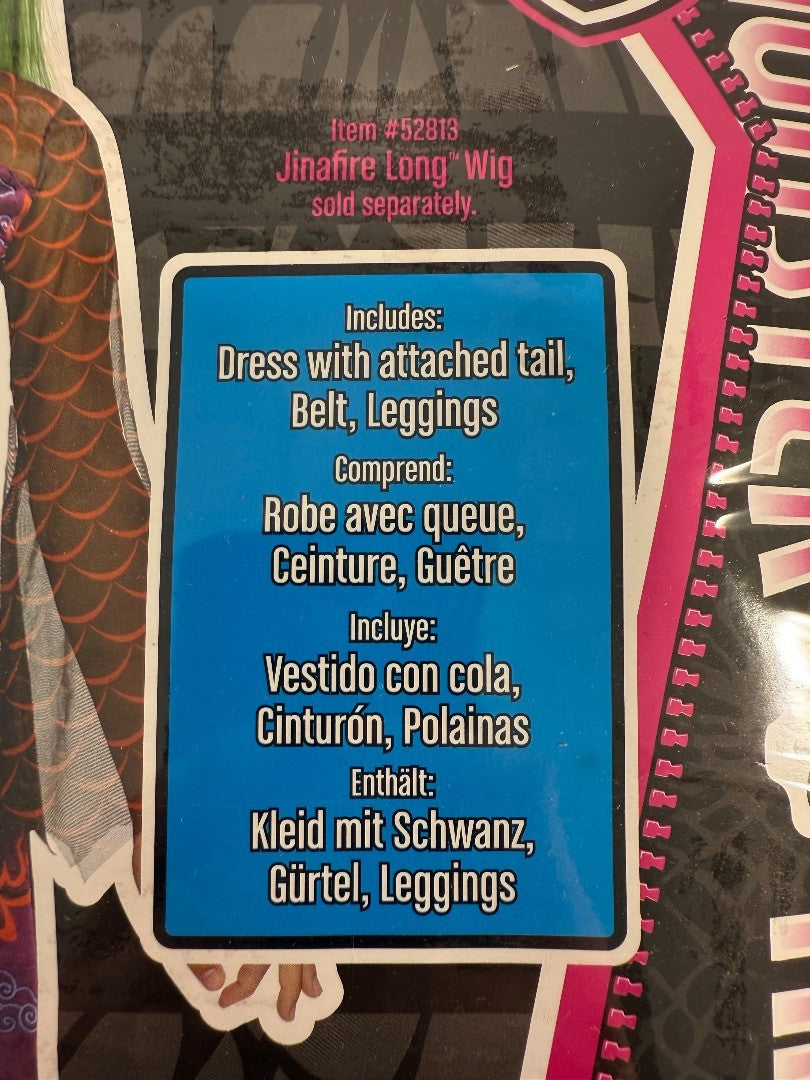 Item #52813
Jinafire Long™ Wig
sold separately.
Includes:
Dress with attached tail,
Belt, Leggings
Comprend:
Robe avec queue,
Ceinture, Guêtre
Incluye:
Vestido con cola,
Cinturón, Polainas
Enthält:
Kleid mit Schwanz,
Gürtel, Leggings